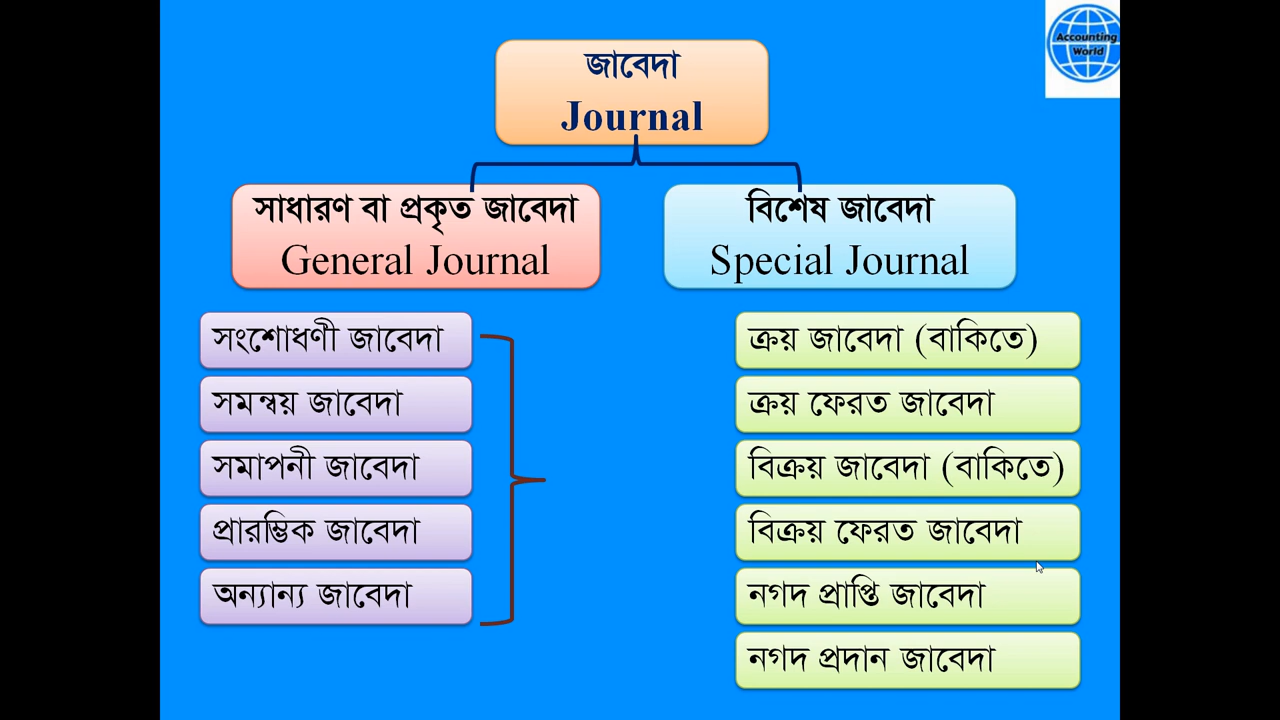 Accounting
World
জাবেদা
Journal
সাধারণ বা প্রকৃত জাবেদা
General Journal
বিশেষ জাবেদা
Special Journal
সংশোধণী জাবেদা
সমন্বয় জাবেদা
সমাপনী জাবেদা
প্রারম্ভিক জাবেদা
অন্যান্য জাবেদা
ক্রয় জাবেদা (বাকিতে)
ক্রয় ফেরত জাবেদা
বিক্রয় জাবেদা (বাকিতে)
বিক্রয় ফেরত জাবেদা
নগদ প্রাপ্তি জাবেদা
নগদ প্রদান জাবেদা